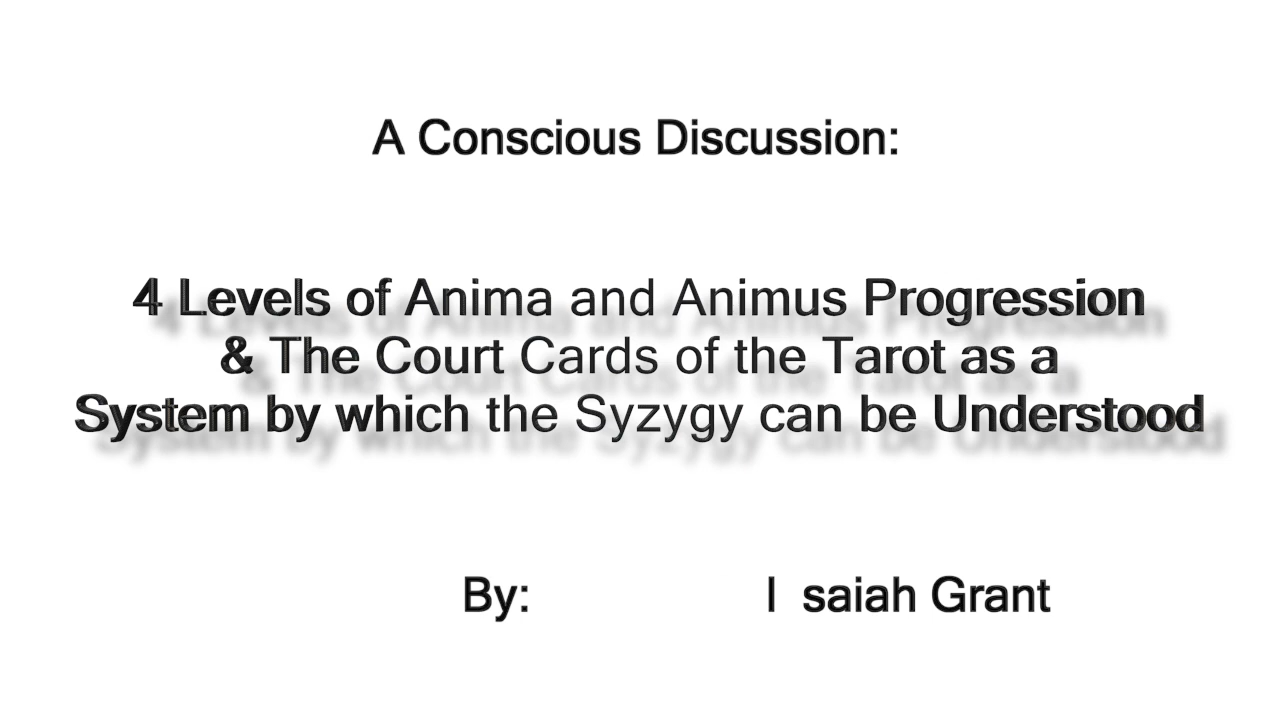 A Conscious Discussion:
4 Levels of Anima and Animus Progression
& The Court Cards of the Tarot as a
System by which the Syzygy can be Understood
By: I saiah Grant